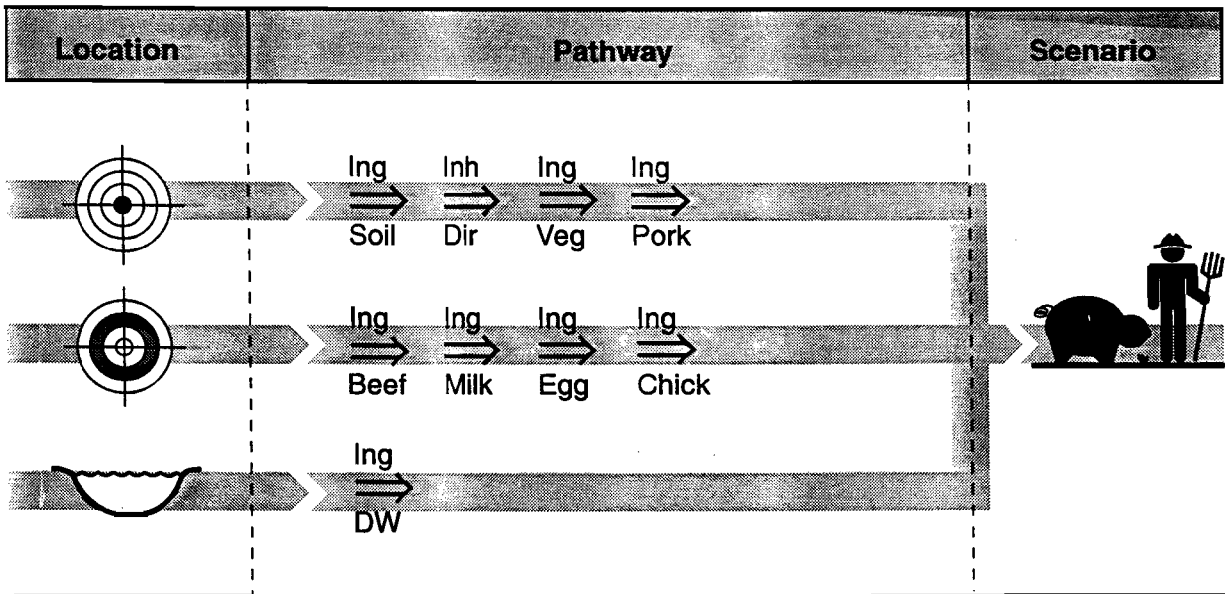 Location Pathway Scenario
Ing Inh Ing Ing
Soil Dir Veg Pork
Ing Ing Ing Ing
Beef Milk Egg Chick
Ing
DW